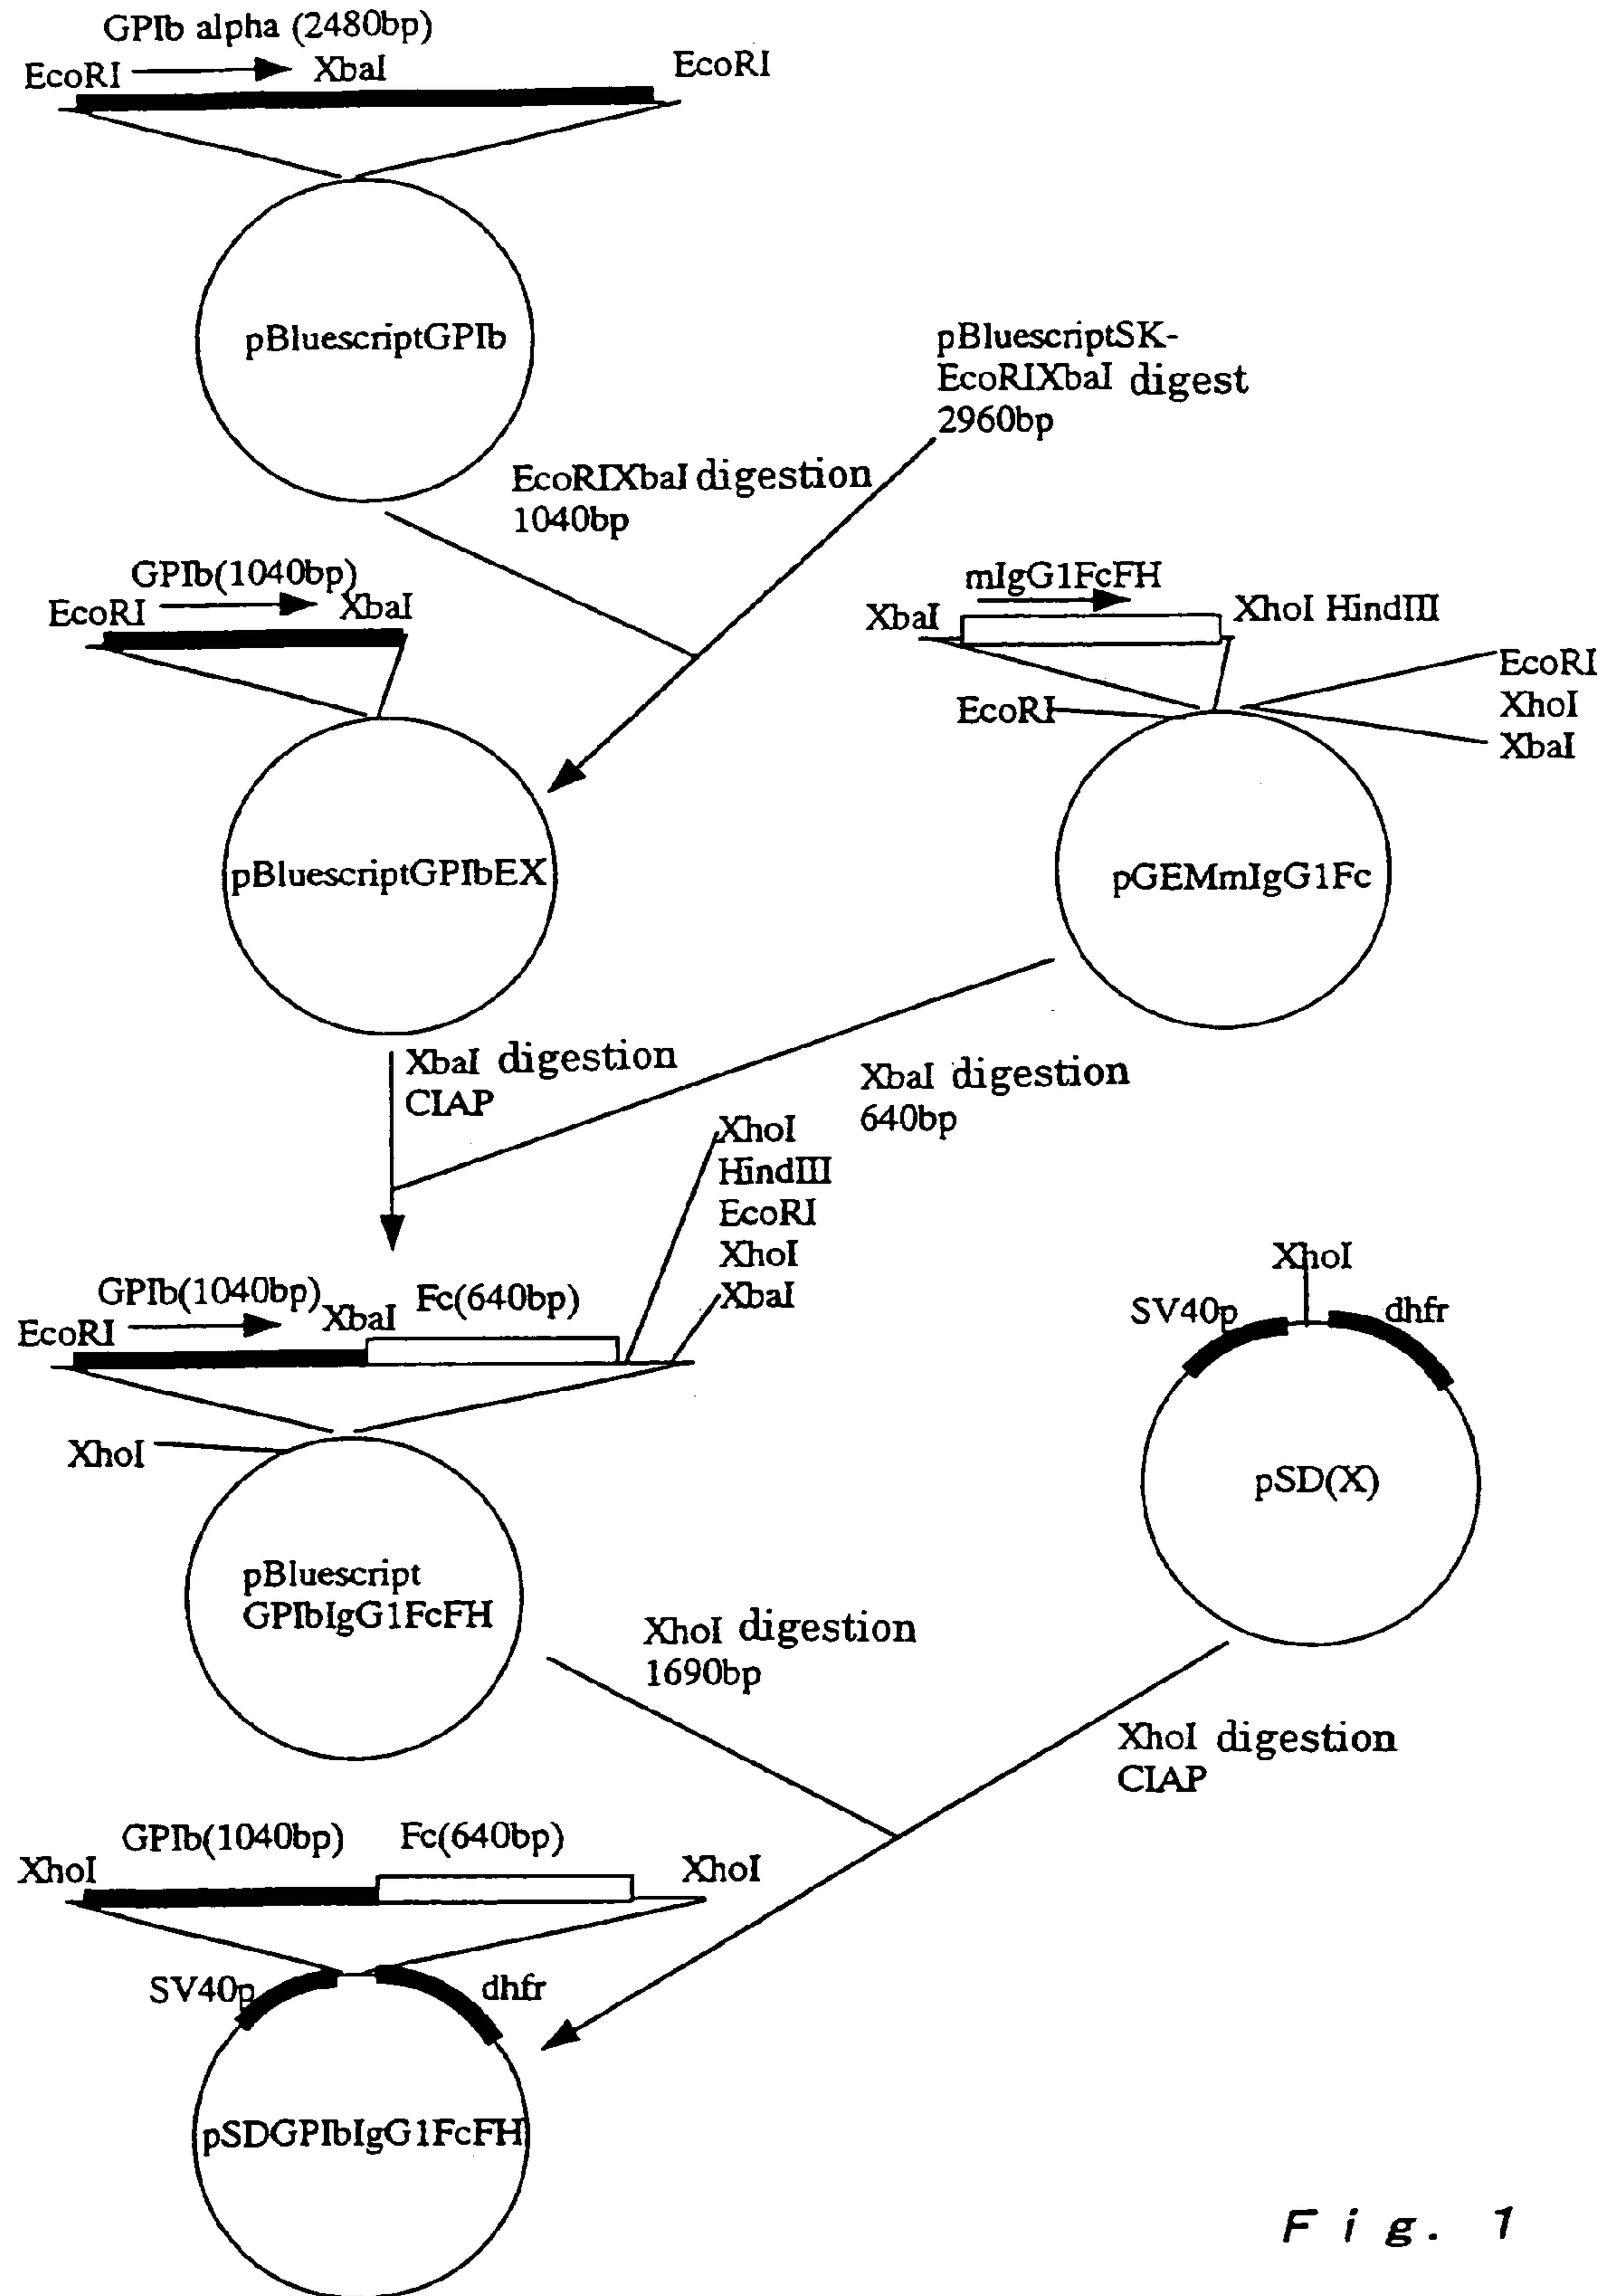 GPIb alpha (2480bp)
EcoRI XbaI EcoRI
pBluescriptGPIb
pBluescriptSK-
EcoRIXbaI digest
2960bp
EcoRIXbaI digestion
1040bp
GPIb(1040bp)
EcoRI XbaI
mIgG1FcFH
XbaI XhoI HindIII
EcoRI
EcoRI
XhoI
XbaI
pBluescriptGPIbEX
pGEMmIgG1Fc
XbaI digestion
CIAP
XbaI digestion
640bp
XhoI
HindIII
EcoRI
XhoI
XbaI
GPIb(1040bp) Fc(640bp)
EcoRI XbaI
XhoI
XhoI
SV40p dhfr
pSD(X)
pBluescript
GPIbIgG1FcFH
XhoI digestion
1690bp
XhoI digestion
CIAP
GPIb(1040bp) Fc(640bp)
XhoI XhoI
SV40p dhfr
pSDGPIbIgG1FcFH
Fig. 1